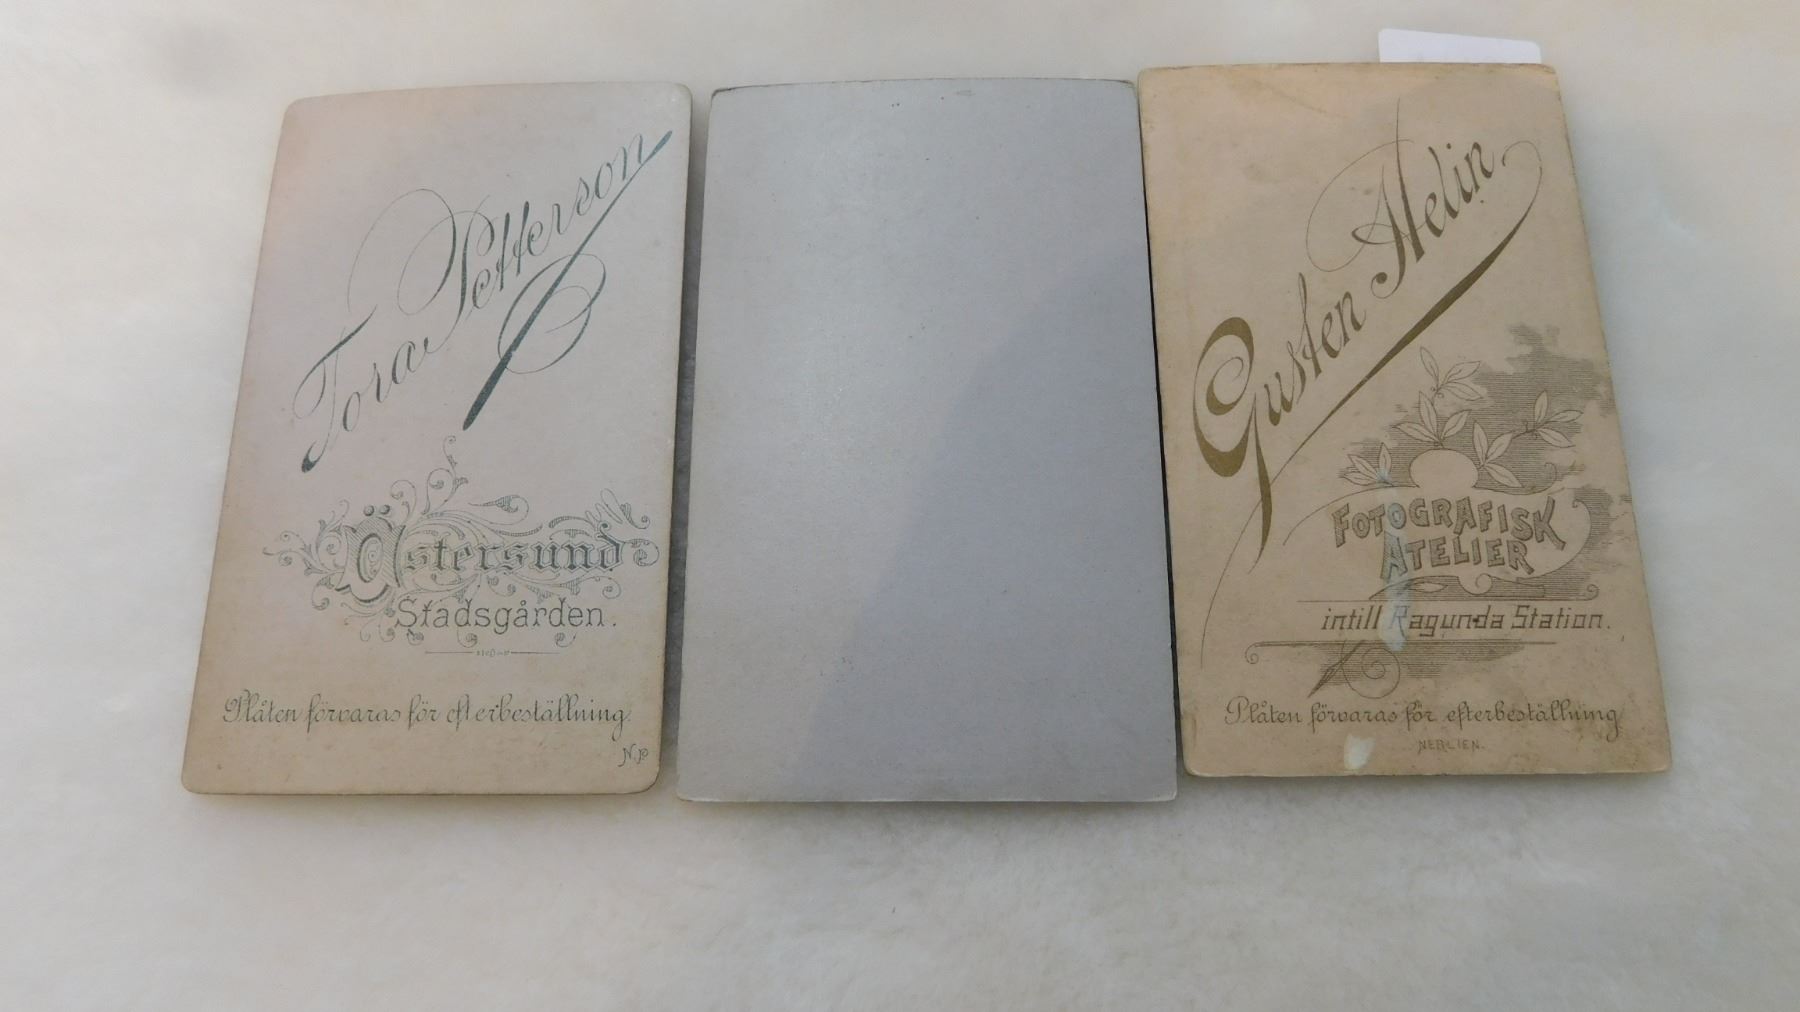 Tora Petterson
Östersund
Stadsgården.
Plåten förvaras för efterbeställning.
N.P
Gusten Helin.
FOTOGRAFISK
ATELIER
intill Ragunda Station.
Plåten förvaras för efterbeställning
NERLIEN.